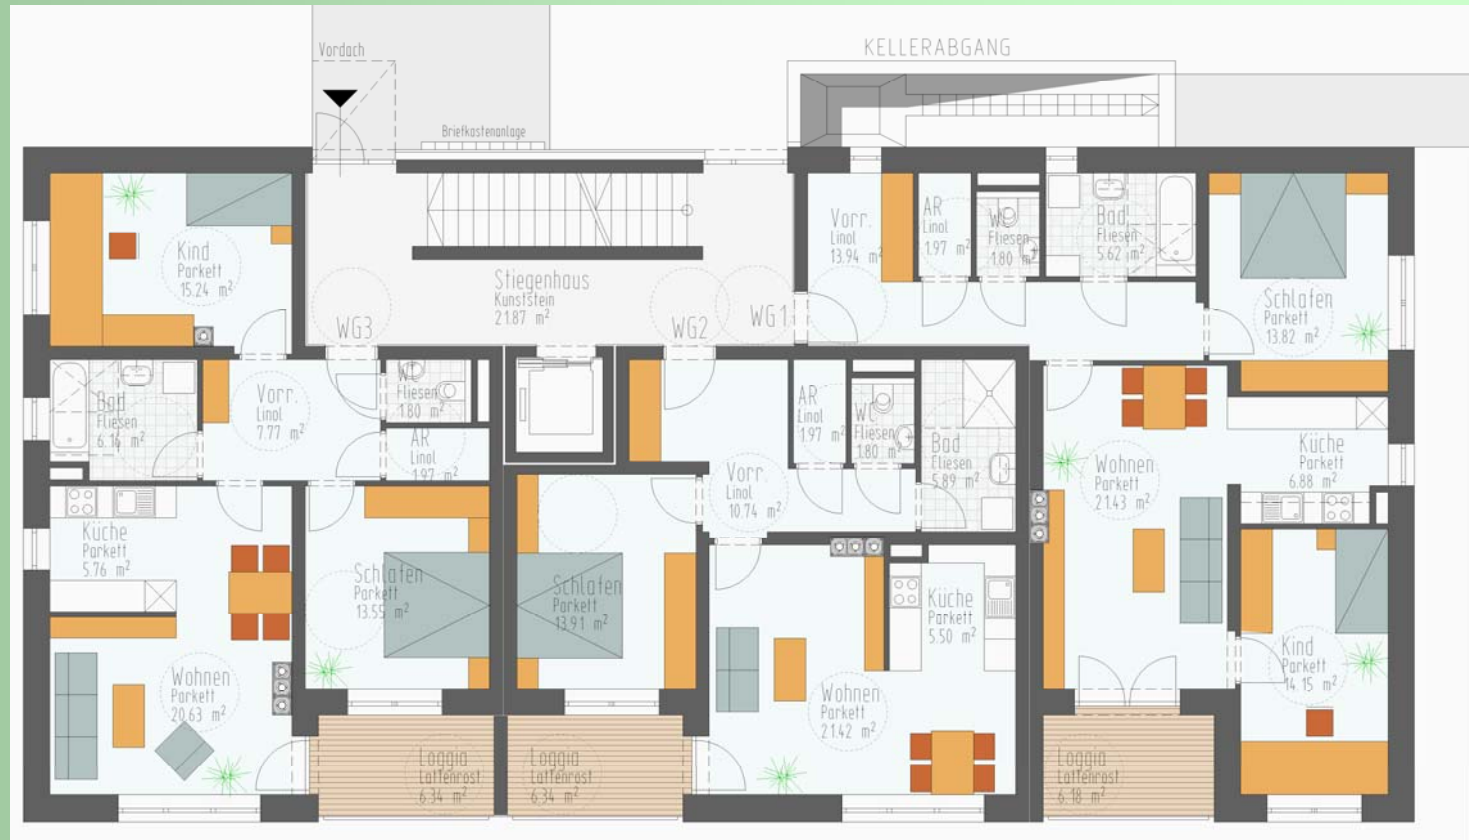 KELLERABGANG
Vordach
Briefkostenanlage
Kind
Parkett
15.24 m²
Stiegenhaus
Kunststein
21.87 m²
WG3
WG2
WG1
Vorr.
Linol
13.94 m²
AR
Linol
1.97 m²
WC
Fliesen
1.80 m²
Bad
Fliesen
5.62 m²
Schlafen
Parkett
13.82 m²
Bad
Fliesen
6.14 m²
Vorr.
Linol
7.77 m²
WC
Fliesen
1.80 m²
AR
Linol
1.97 m²
AR
Linol
1.97 m²
WC
Fliesen
1.80 m²
Bad
Fliesen
5.89 m²
Vorr.
Linol
10.74 m²
Wohnen
Parkett
21.43 m²
Küche
Parkett
6.88 m²
Küche
Parkett
5.76 m²
Schlafen
Parkett
13.55 m²
Schlafen
Parkett
13.91 m²
Küche
Parkett
5.50 m²
Kind
Parkett
14.15 m²
Wohnen
Parkett
20.63 m²
Wohnen
Parkett
21.42 m²
Loggia
Lattenrost
6.34 m²
Loggia
Lattenrost
6.34 m²
Loggia
Lattenrost
6.18 m²